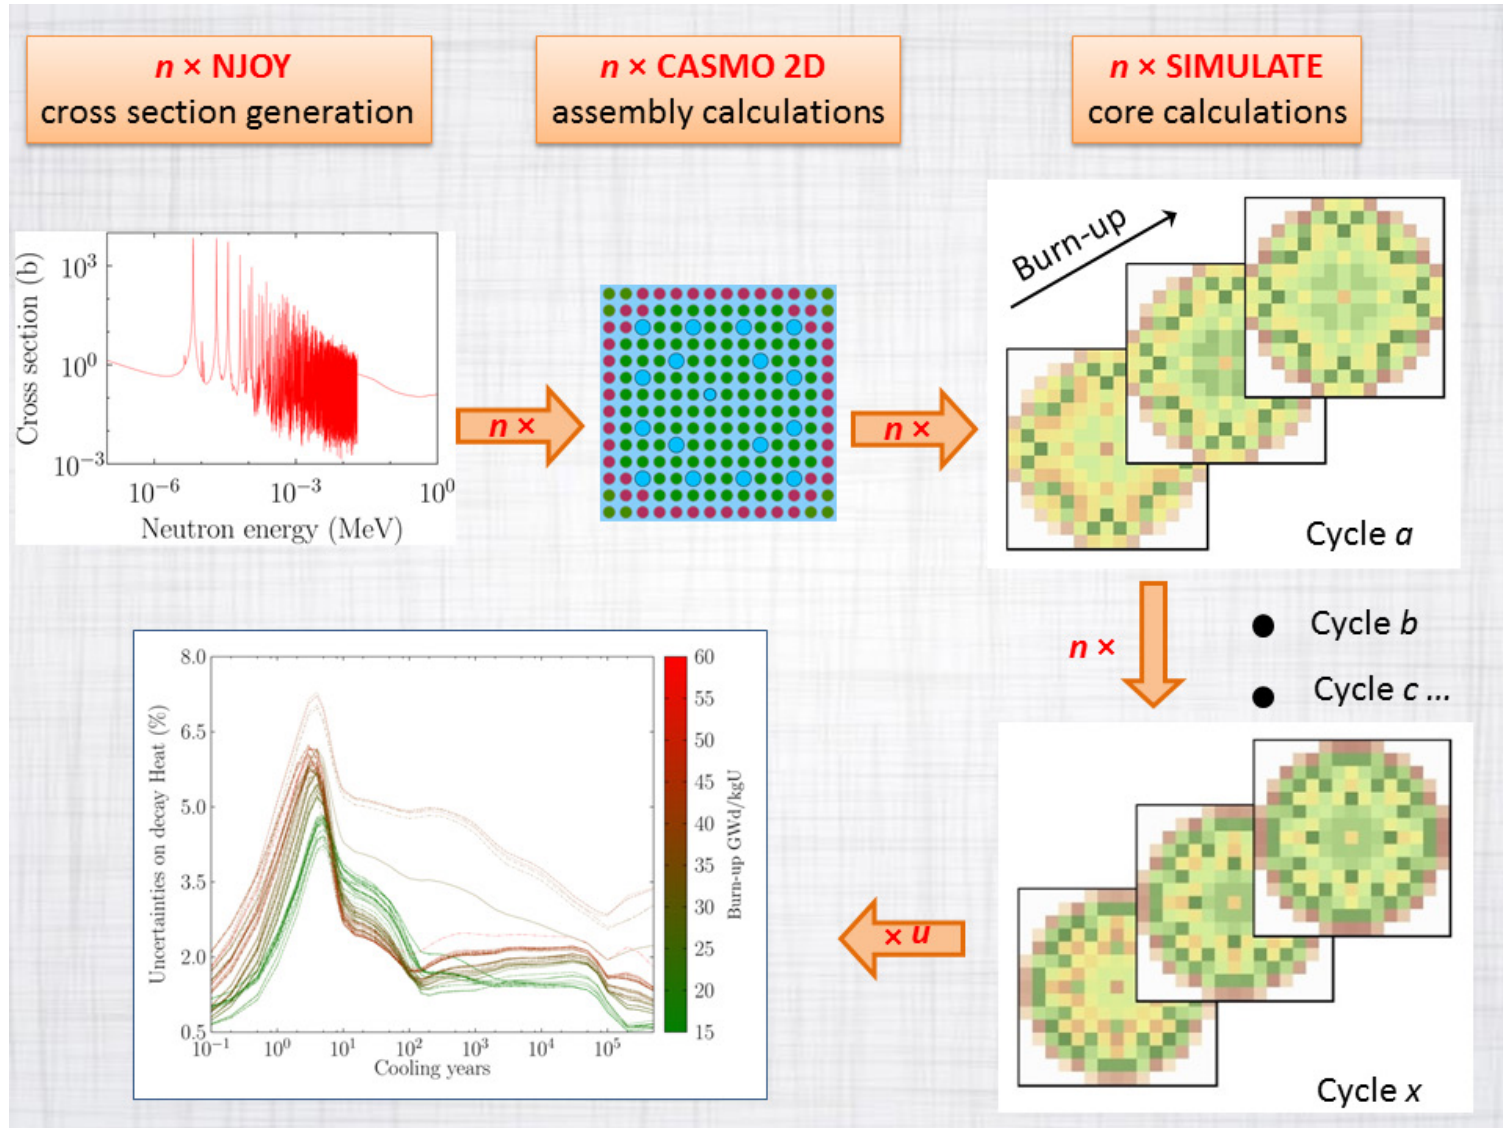 n × NJOY
cross section generation
n × CASMO 2D
assembly calculations
n × SIMULATE
core calculations
Cross section (b)
10³
10⁰
10⁻³
10⁻⁶
10⁻³
10⁰
Neutron energy (MeV)
n ×
n ×
Burn-up
Cycle a
n ×
Cycle b
Cycle c ...
Cycle x
n ×
Uncertainties on decay Heat (%)
8.0
6.5
5.0
3.5
2.0
0.5
10⁻¹
10⁰
10¹
10²
10³
10⁴
10⁵
Cooling years
60
55
50
45
40
35
30
25
20
15
Burn-up GWd/kgU